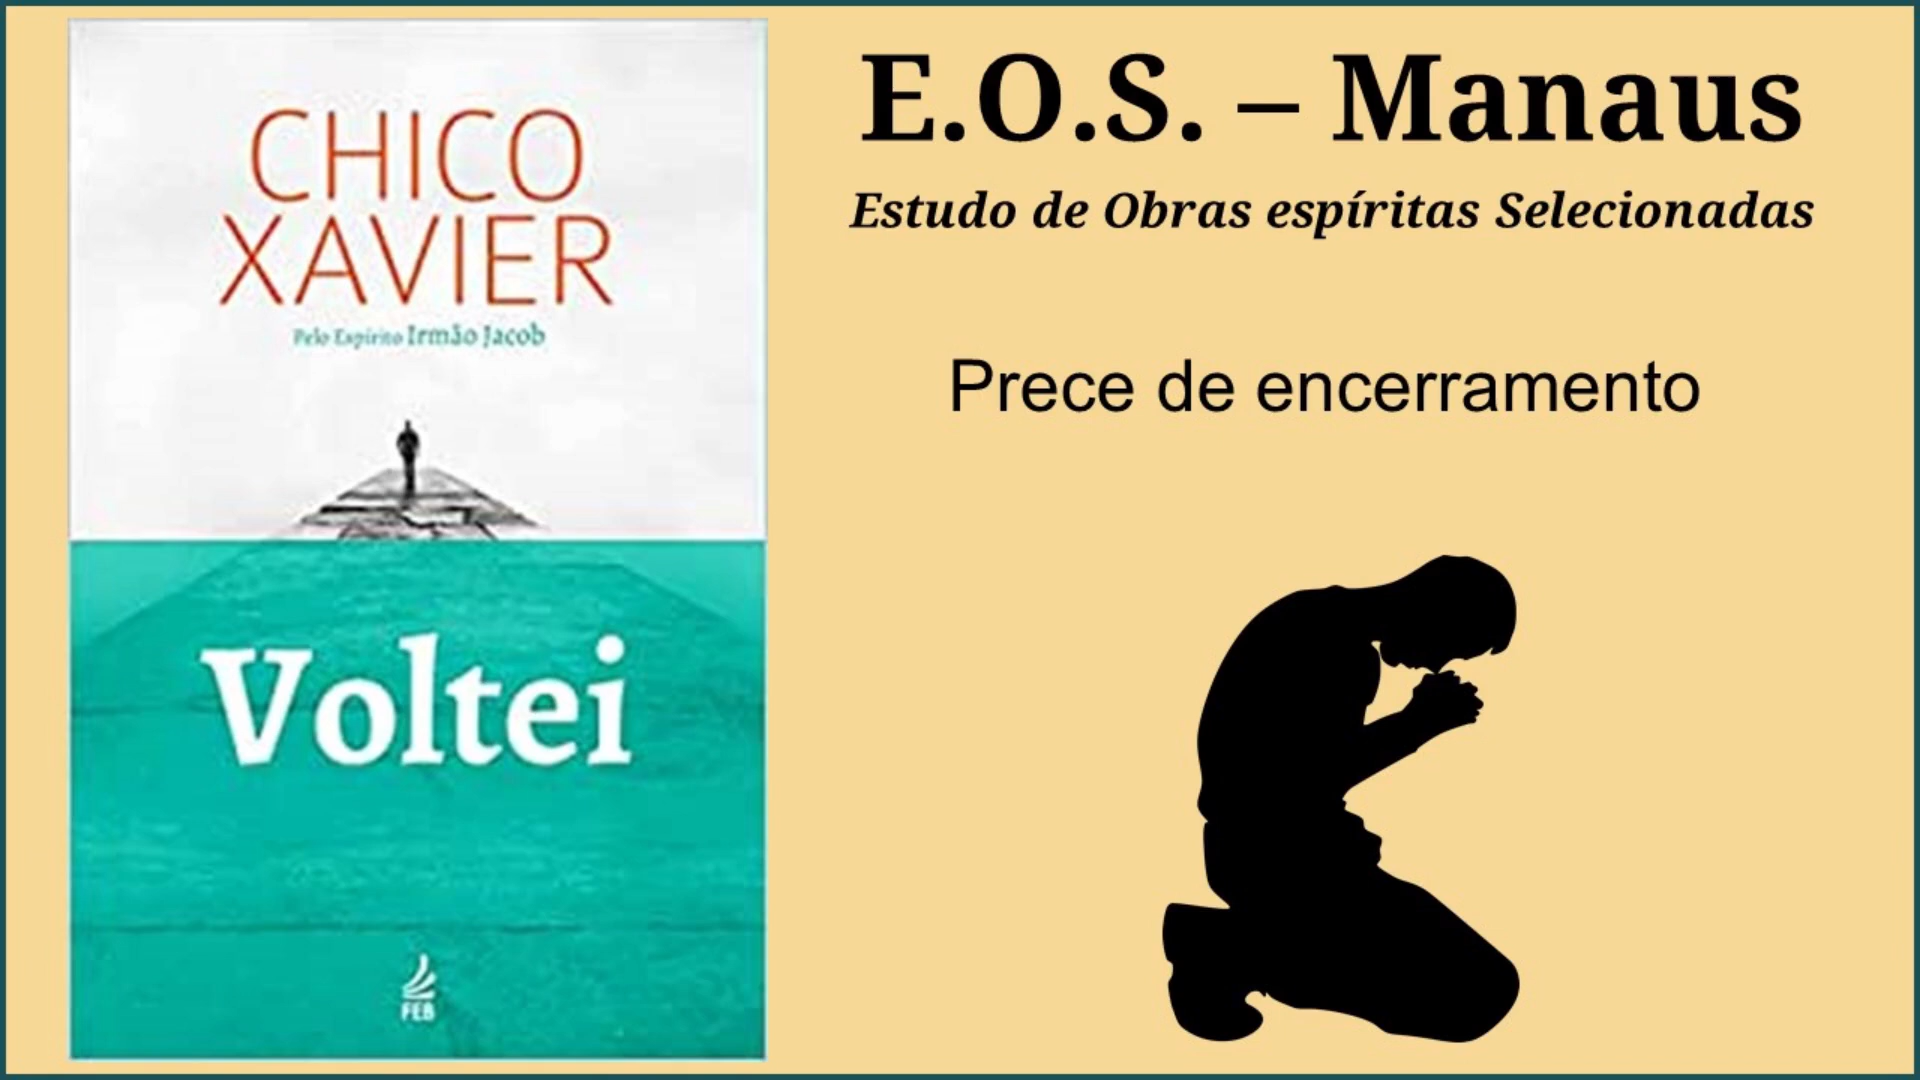 CHICO
XAVIER
Pelo Espírito Irmão Jacob
Voltei
FEB
E.O.S. – Manaus
Estudo de Obras espíritas Selecionadas
Prece de encerramento